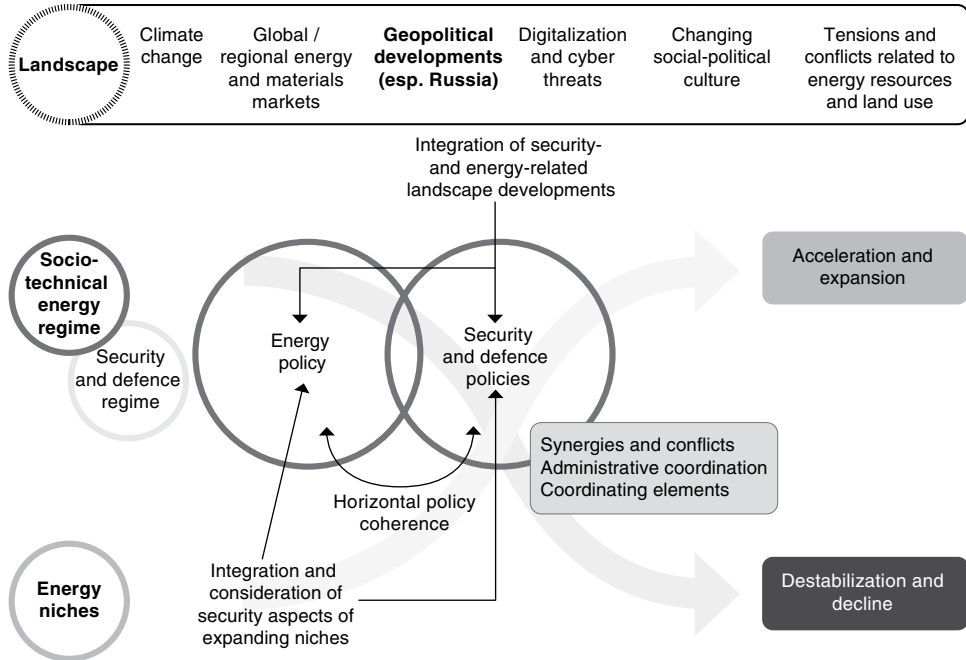 Landscape
Climate
change
Global /
regional energy
and materials
markets
Geopolitical
developments
(esp. Russia)
Digitalization
and cyber
threats
Changing
social-political
culture
Tensions and
conflicts related to
energy resources
and land use
Integration of security-
and energy-related
landscape developments
Socio-
technical
energy
regime
Security
and defence
regime
Energy
policy
Security
and defence
policies
Acceleration and
expansion
Synergies and conflicts
Administrative coordination
Coordinating elements
Horizontal policy
coherence
Energy
niches
Integration and
consideration of
security aspects of
expanding niches
Destabilization and
decline